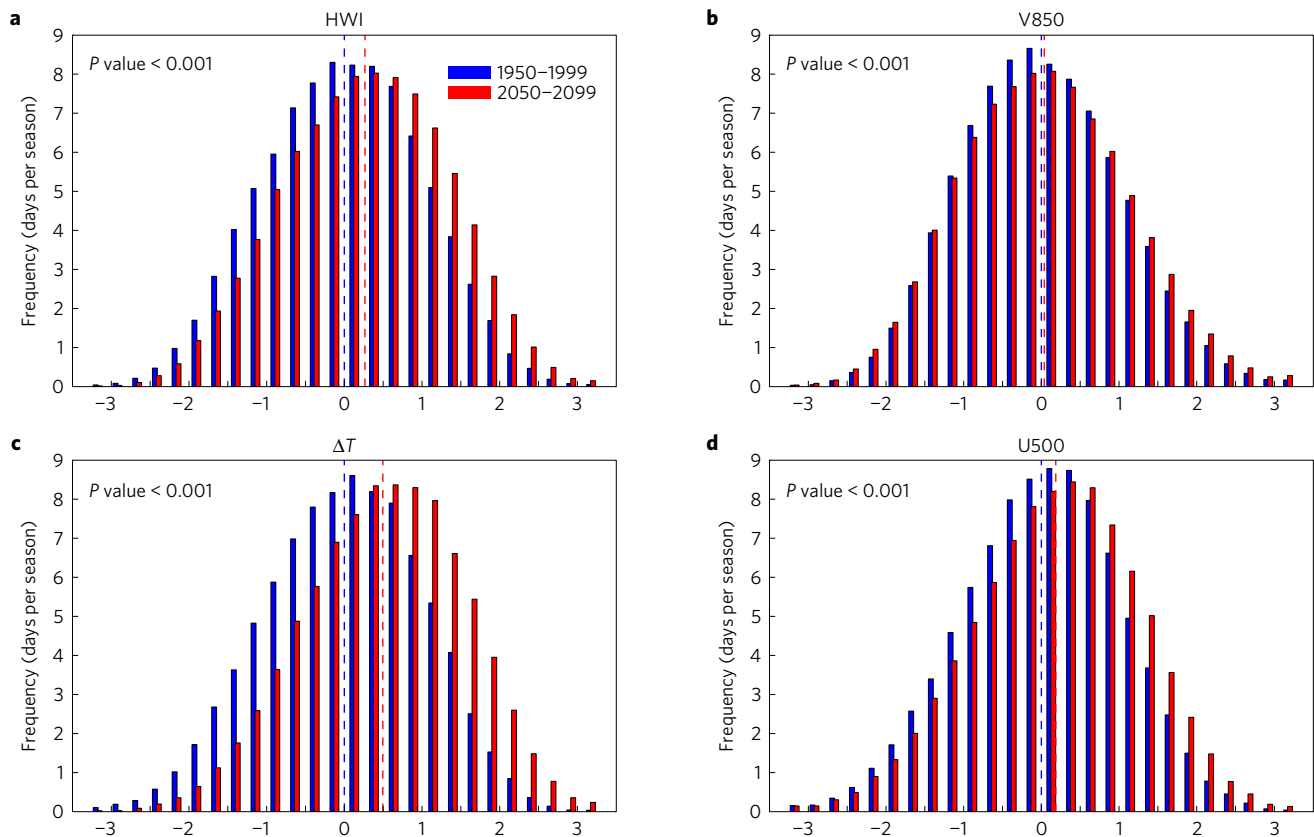 a
HWI
P value < 0.001
1950–1999
2050–2099
Frequency (days per season)
9
8
7
6
5
4
3
2
1
0
−3 −2 −1 0 1 2 3
b
V850
P value < 0.001
Frequency (days per season)
9
8
7
6
5
4
3
2
1
0
−3 −2 −1 0 1 2 3
c
ΔT
P value < 0.001
Frequency (days per season)
9
8
7
6
5
4
3
2
1
0
−3 −2 −1 0 1 2 3
d
U500
P value < 0.001
Frequency (days per season)
9
8
7
6
5
4
3
2
1
0
−3 −2 −1 0 1 2 3